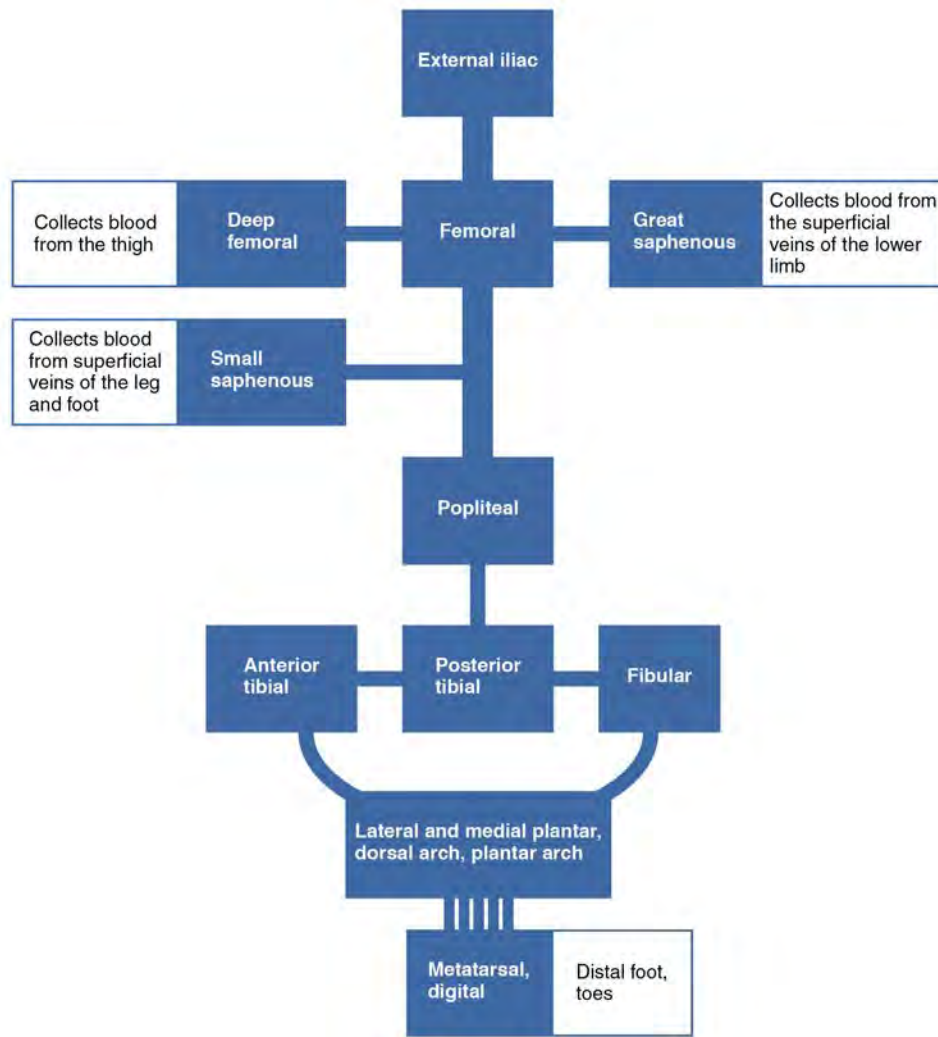 External iliac
Collects blood
from the thigh
Deep
femoral
Femoral
Great
saphenous
Collects blood from
the superficial
veins of the lower
limb
Collects blood
from superficial
veins of the leg
and foot
Small
saphenous
Popliteal
Anterior
tibial
Posterior
tibial
Fibular
Lateral and medial plantar,
dorsal arch, plantar arch
Metatarsal,
digital
Distal foot,
toes